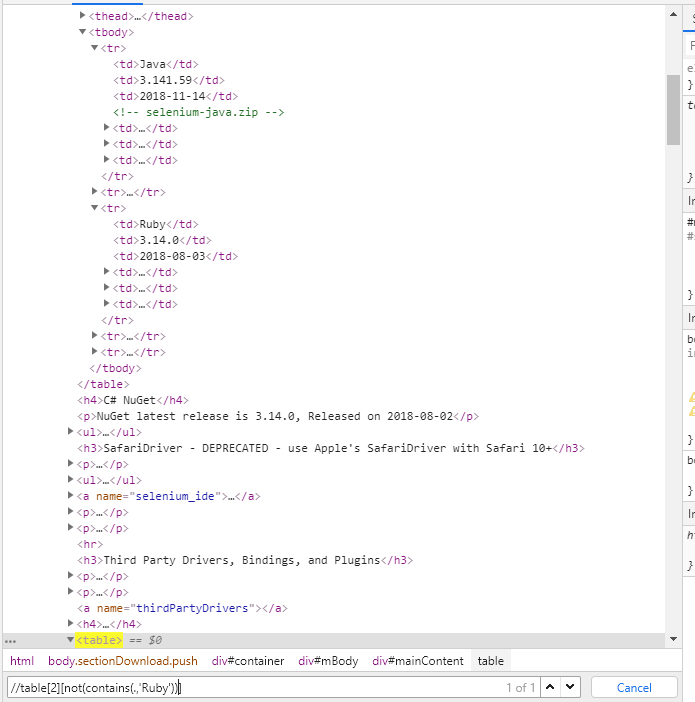 <thead>…</thead>
<tbody>
<tr>
<td>Java</td>
<td>3.141.59</td>
<td>2018-11-14</td>
<!-- selenium-java.zip -->
<td>…</td>
<td>…</td>
<td>…</td>
</tr>
<tr>…</tr>
<tr>
<td>Ruby</td>
<td>3.14.0</td>
<td>2018-08-03</td>
<td>…</td>
<td>…</td>
<td>…</td>
</tr>
<tr>…</tr>
<tr>…</tr>
</tbody>
</table>
<h4>C# NuGet</h4>
<p>NuGet latest release is 3.14.0, Released on 2018-08-02</p>
<ul>…</ul>
<h3>SafariDriver - DEPRECATED - use Apple's SafariDriver with Safari 10+</h3>
<p>…</p>
<ul>…</ul>
<a name="selenium_ide">…</a>
<p>…</p>
<p>…</p>
<hr>
<h3>Third Party Drivers, Bindings, and Plugins</h3>
<p>…</p>
<p>…</p>
<a name="thirdPartyDrivers"></a>
<h4>…</h4>
… <table> == $0
html body.sectionDownload.push div#container div#mBody div#mainContent table
//table[2][not(contains(.,'Ruby'))] 1 of 1 Cancel